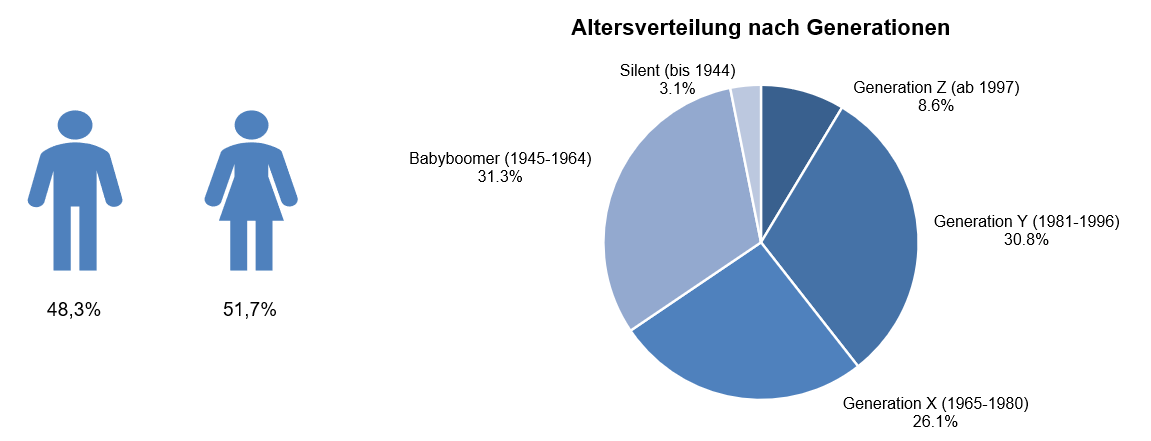 Altersverteilung nach Generationen
Silent (bis 1944)
3.1%
Generation Z (ab 1997)
8.6%
Babyboomer (1945-1964)
31.3%
Generation Y (1981-1996)
30.8%
48,3%
51,7%
Generation X (1965-1980)
26.1%